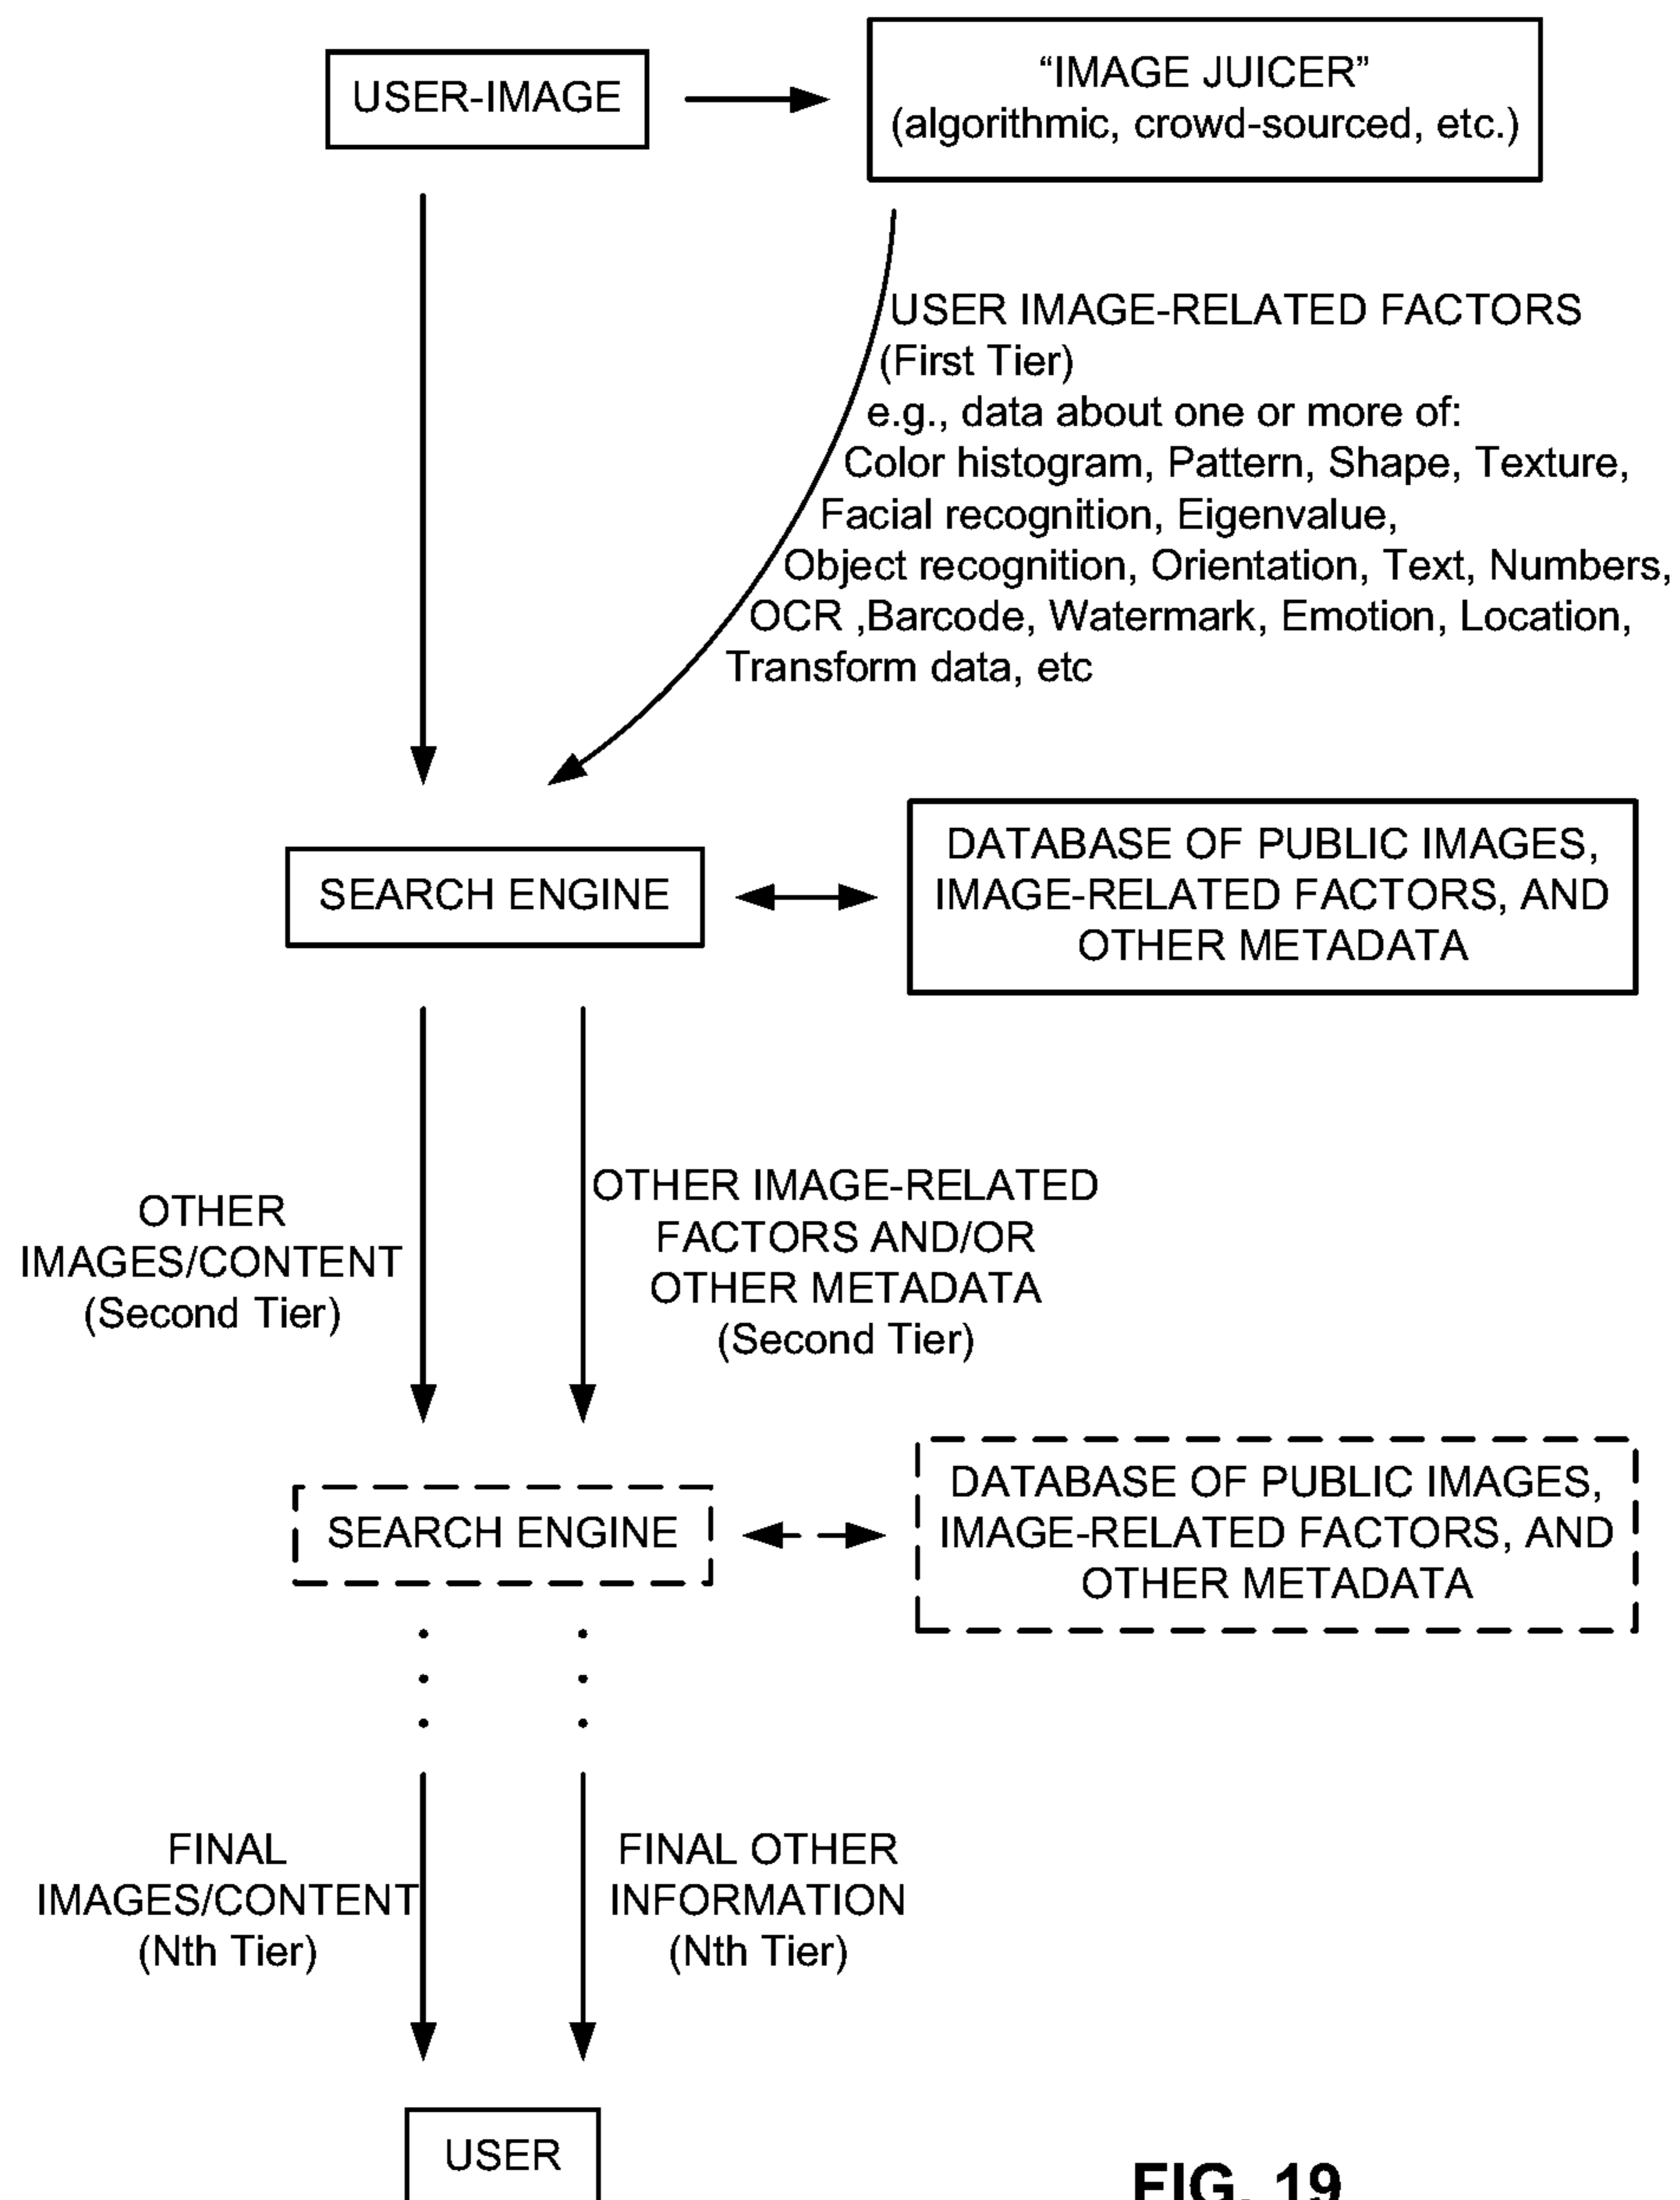 USER-IMAGE
“IMAGE JUICER”
(algorithmic, crowd-sourced, etc.)
USER IMAGE-RELATED FACTORS
(First Tier)
e.g., data about one or more of:
Color histogram, Pattern, Shape, Texture,
Facial recognition, Eigenvalue,
Object recognition, Orientation, Text, Numbers,
OCR ,Barcode, Watermark, Emotion, Location,
Transform data, etc
SEARCH ENGINE
DATABASE OF PUBLIC IMAGES,
IMAGE-RELATED FACTORS, AND
OTHER METADATA
OTHER
IMAGES/CONTENT
(Second Tier)
OTHER IMAGE-RELATED
FACTORS AND/OR
OTHER METADATA
(Second Tier)
SEARCH ENGINE
DATABASE OF PUBLIC IMAGES,
IMAGE-RELATED FACTORS, AND
OTHER METADATA
FINAL
IMAGES/CONTENT
(Nth Tier)
FINAL OTHER
INFORMATION
(Nth Tier)
USER
FIG. 19